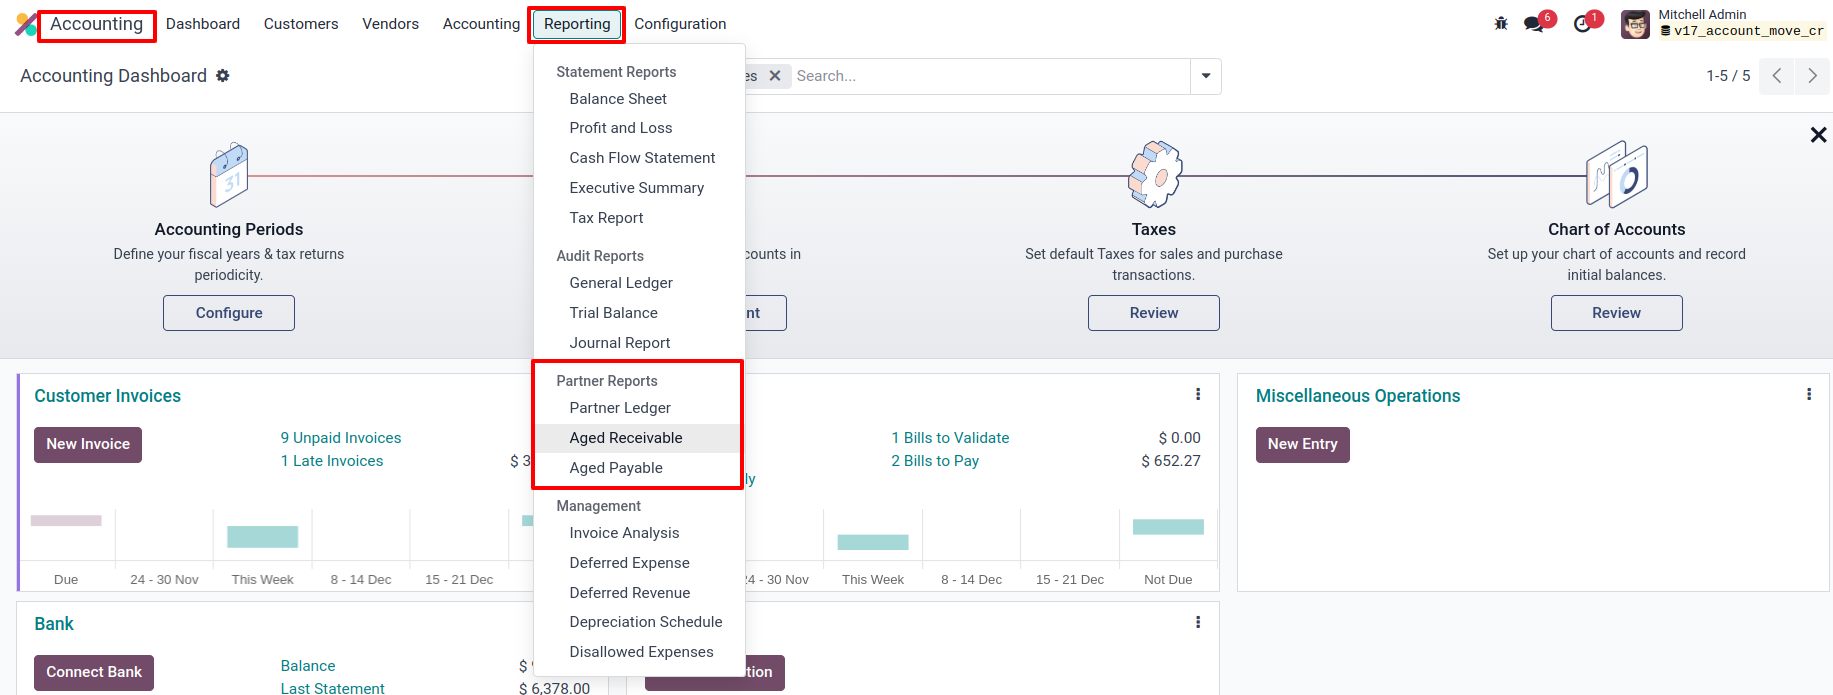 Accounting Dashboard Customers Vendors Accounting Reporting Configuration 6 1 Mitchell Admin
v17_account_move_cr
Accounting Dashboard es Search... 1-5 / 5
Statement Reports
Balance Sheet
Profit and Loss
Cash Flow Statement
Executive Summary
Tax Report
Audit Reports
General Ledger
Trial Balance
Journal Report
Partner Reports
Partner Ledger
Aged Receivable
Aged Payable
Management
Invoice Analysis
Deferred Expense
Deferred Revenue
Depreciation Schedule
Disallowed Expenses
31
Accounting Periods
Define your fiscal years & tax returns
periodicity.
Configure
counts in
nt
Taxes
Set default Taxes for sales and purchase
transactions.
Review
Chart of Accounts
Set up your chart of accounts and record
initial balances.
Review
Customer Invoices
New Invoice
9 Unpaid Invoices
1 Late Invoices $ 3
Due 24 - 30 Nov This Week 8 - 14 Dec 15 - 21 Dec
1 Bills to Validate $ 0.00
2 Bills to Pay $ 652.27
ly
24 - 30 Nov This Week 8 - 14 Dec 15 - 21 Dec Not Due
Miscellaneous Operations
New Entry
Bank
Connect Bank
Balance $
Last Statement $ 6,378.00
tion